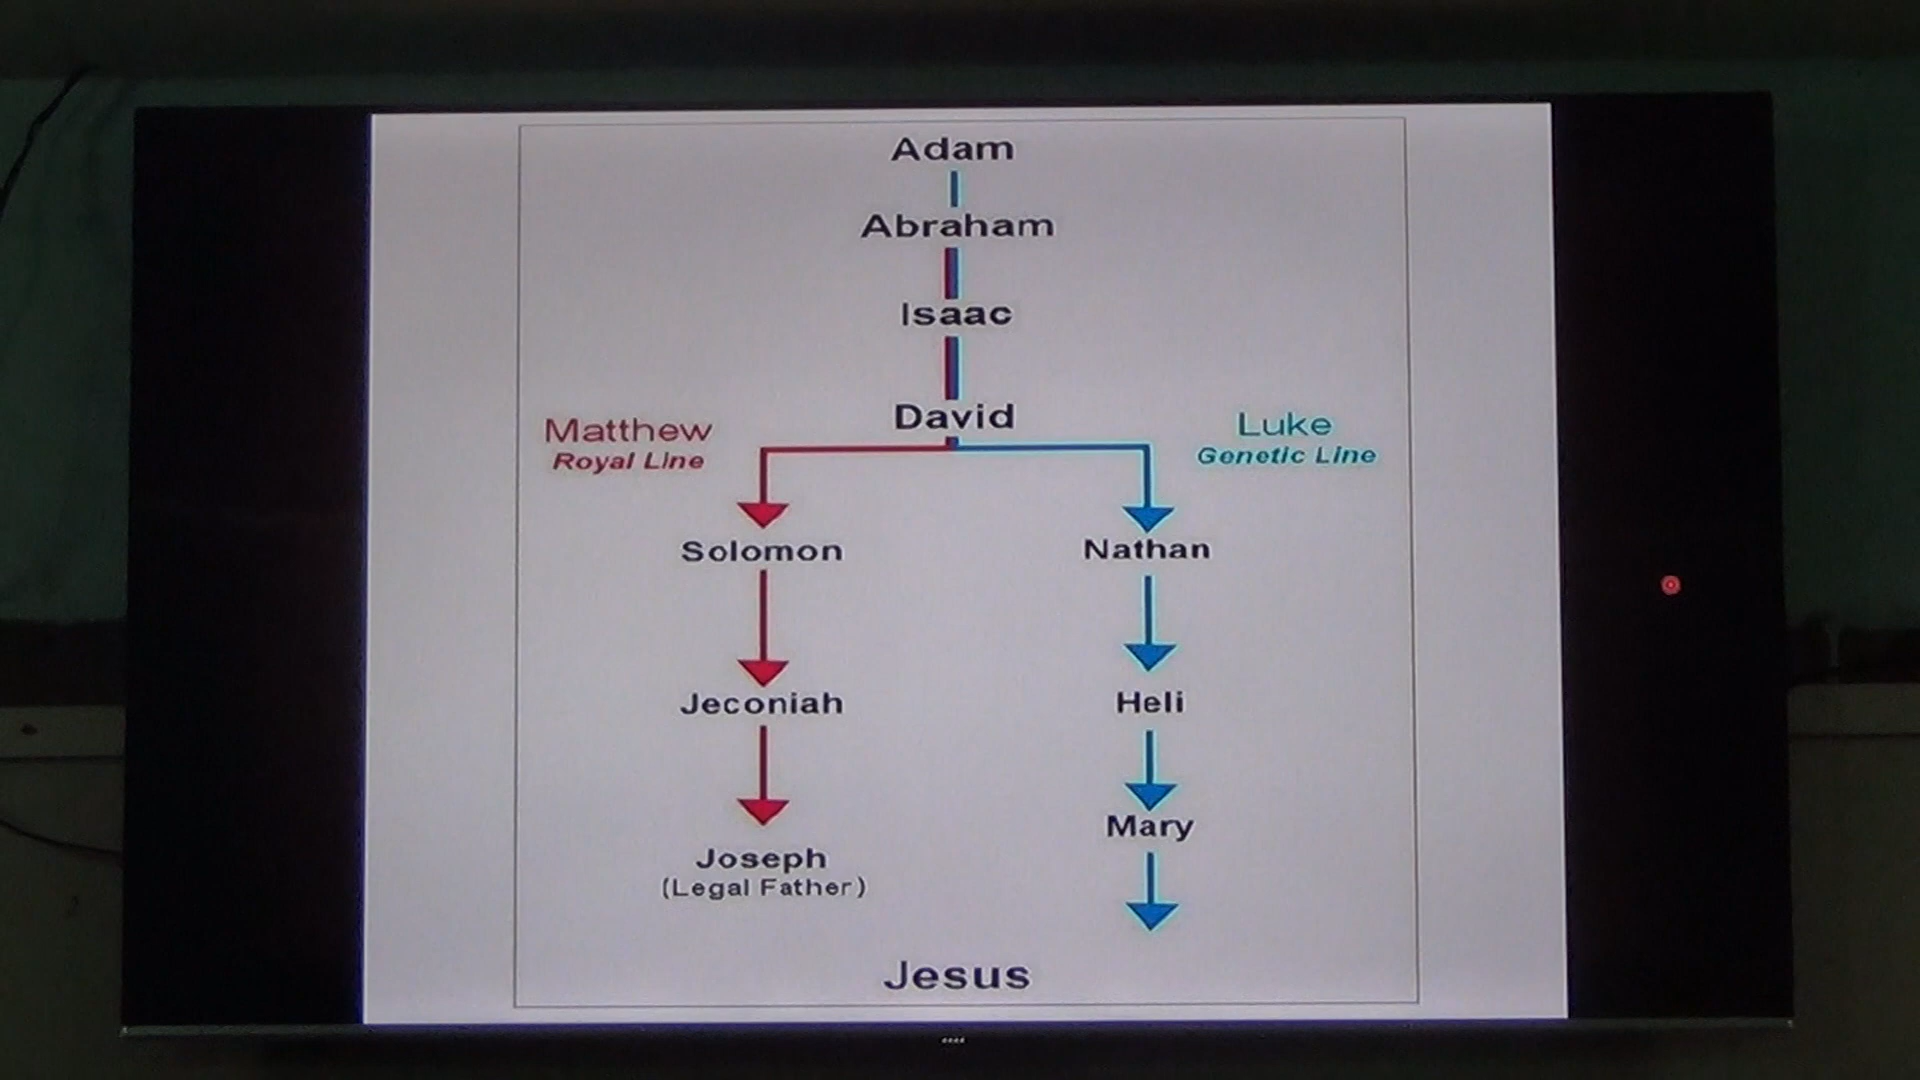 Adam
Abraham
Isaac
David
Matthew
Royal Line
Luke
Genetic Line
Solomon
Nathan
Jeconiah
Heli
Mary
Joseph
(Legal Father)
Jesus